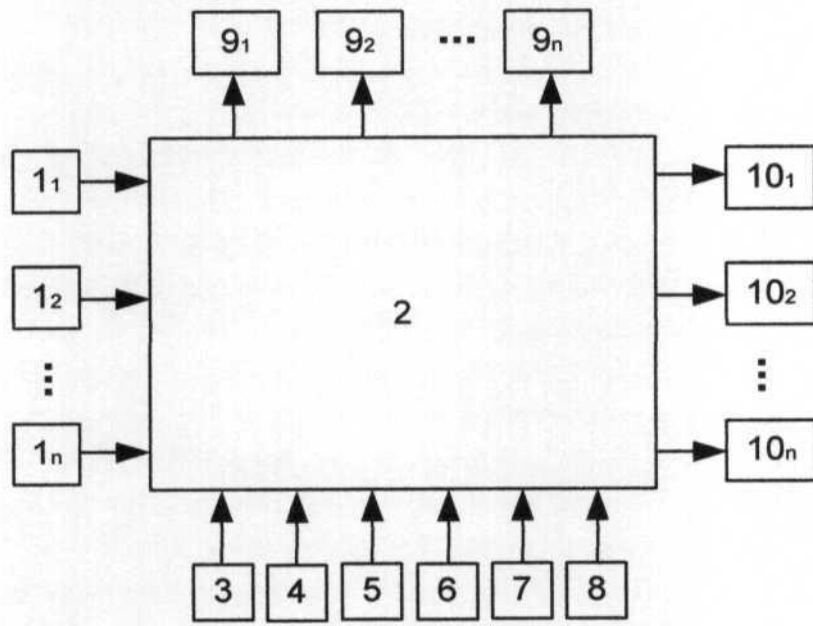 9₁ 9₂ ... 9ₙ
1₁ 10₁
1₂ 2 10₂
... ...
1ₙ 10ₙ
3 4 5 6 7 8